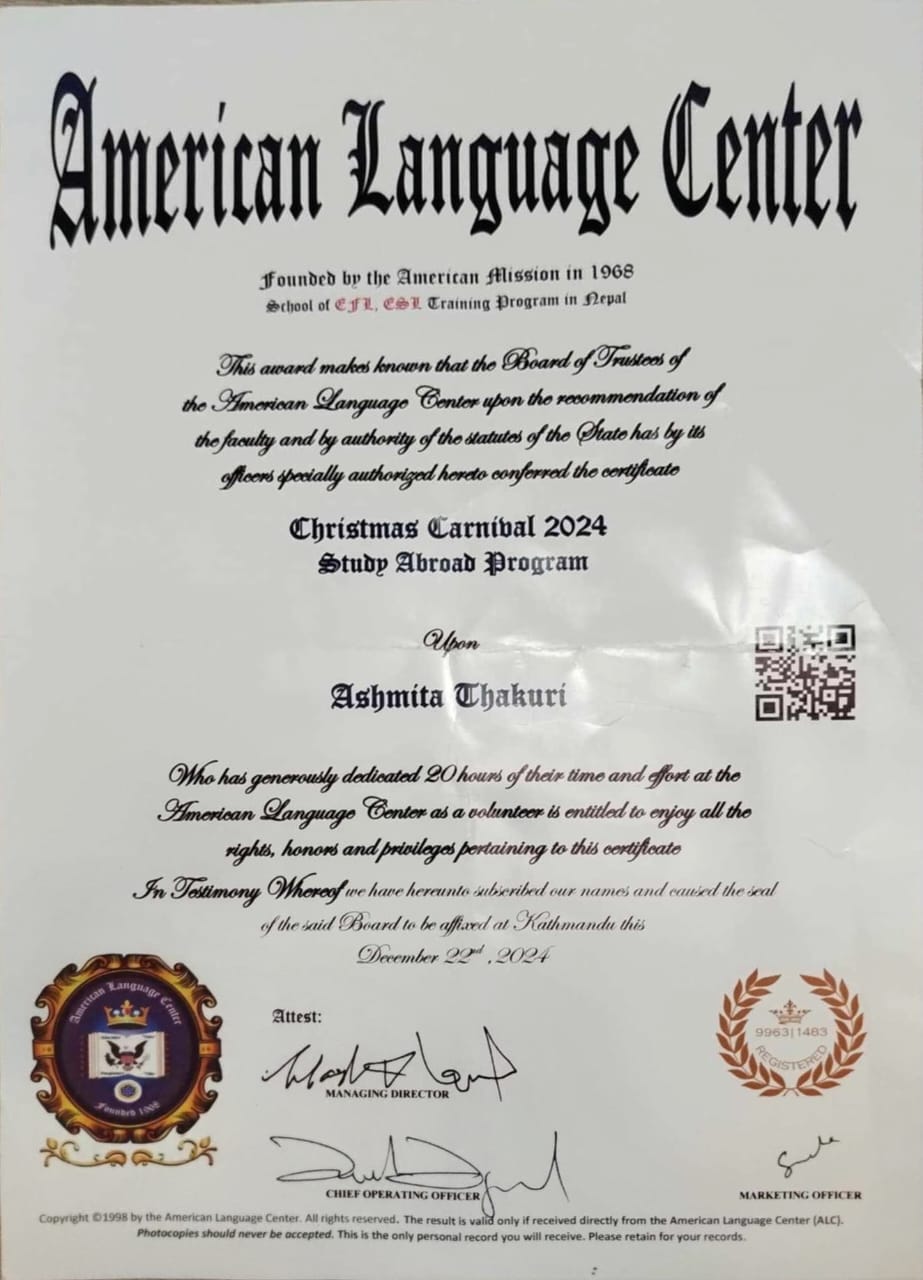 American Language Center
Founded by the American Mission in 1968
School of EFL, ESL Training Program in Nepal
This award makes known that the Board of Trustees of
the American Language Center upon the recommendation of
the faculty and by authority of the statutes of the State has by its
officers specially authorized hereto conferred the certificate
Christmas Carnival 2024
Study Abroad Program
Upon
Ashmita Thakuri
Who has generously dedicated 20 hours of their time and effort at the
American Language Center as a volunteer is entitled to enjoy all the
rights, honors and privileges pertaining to this certificate
In Testimony Whereof we have hereunto subscribed our names and caused the seal
of the said Board to be affixed at Kathmandu this
December 22nd , 2024
American Language Center
Founded
Attest:
MANAGING DIRECTOR
CHIEF OPERATING OFFICER
9963|1483
REGISTERED
MARKETING OFFICER
Copyright ©1998 by the American Language Center. All rights reserved. The result is valid only if received directly from the American Language Center (ALC).
Photocopies should never be accepted. This is the only personal record you will receive. Please retain for your records.